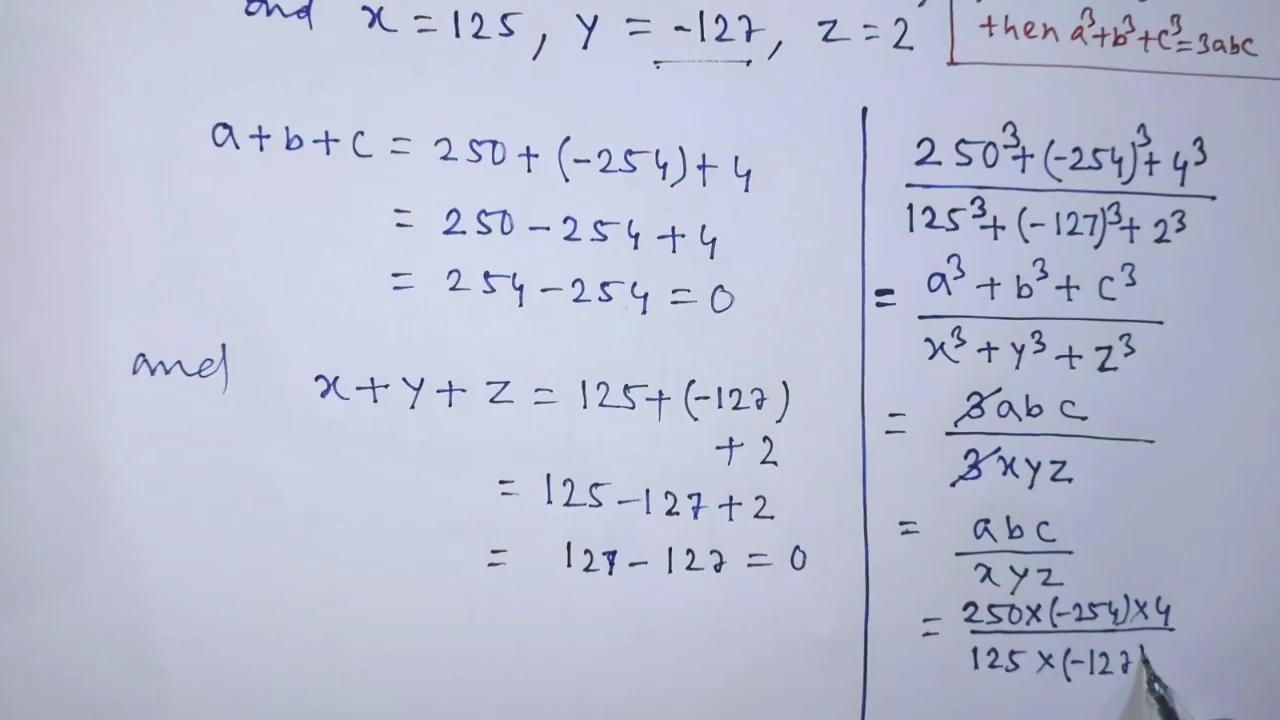 and x = 125, y = -127, z = 2
then a³+b³+c³=3abc
a+b+c = 250+(-254)+4
= 250-254+4
= 254-254 = 0
and x+y+z = 125+(-127)
+2
= 125-127+2
= 127-127 = 0
250³+(-254)³+4³
125³+(-127)³+2³
= a³+b³+c³
x³+y³+z³
= 3abc
3xyz
= abc
xyz
= 250×(-254)×4
125×(-127